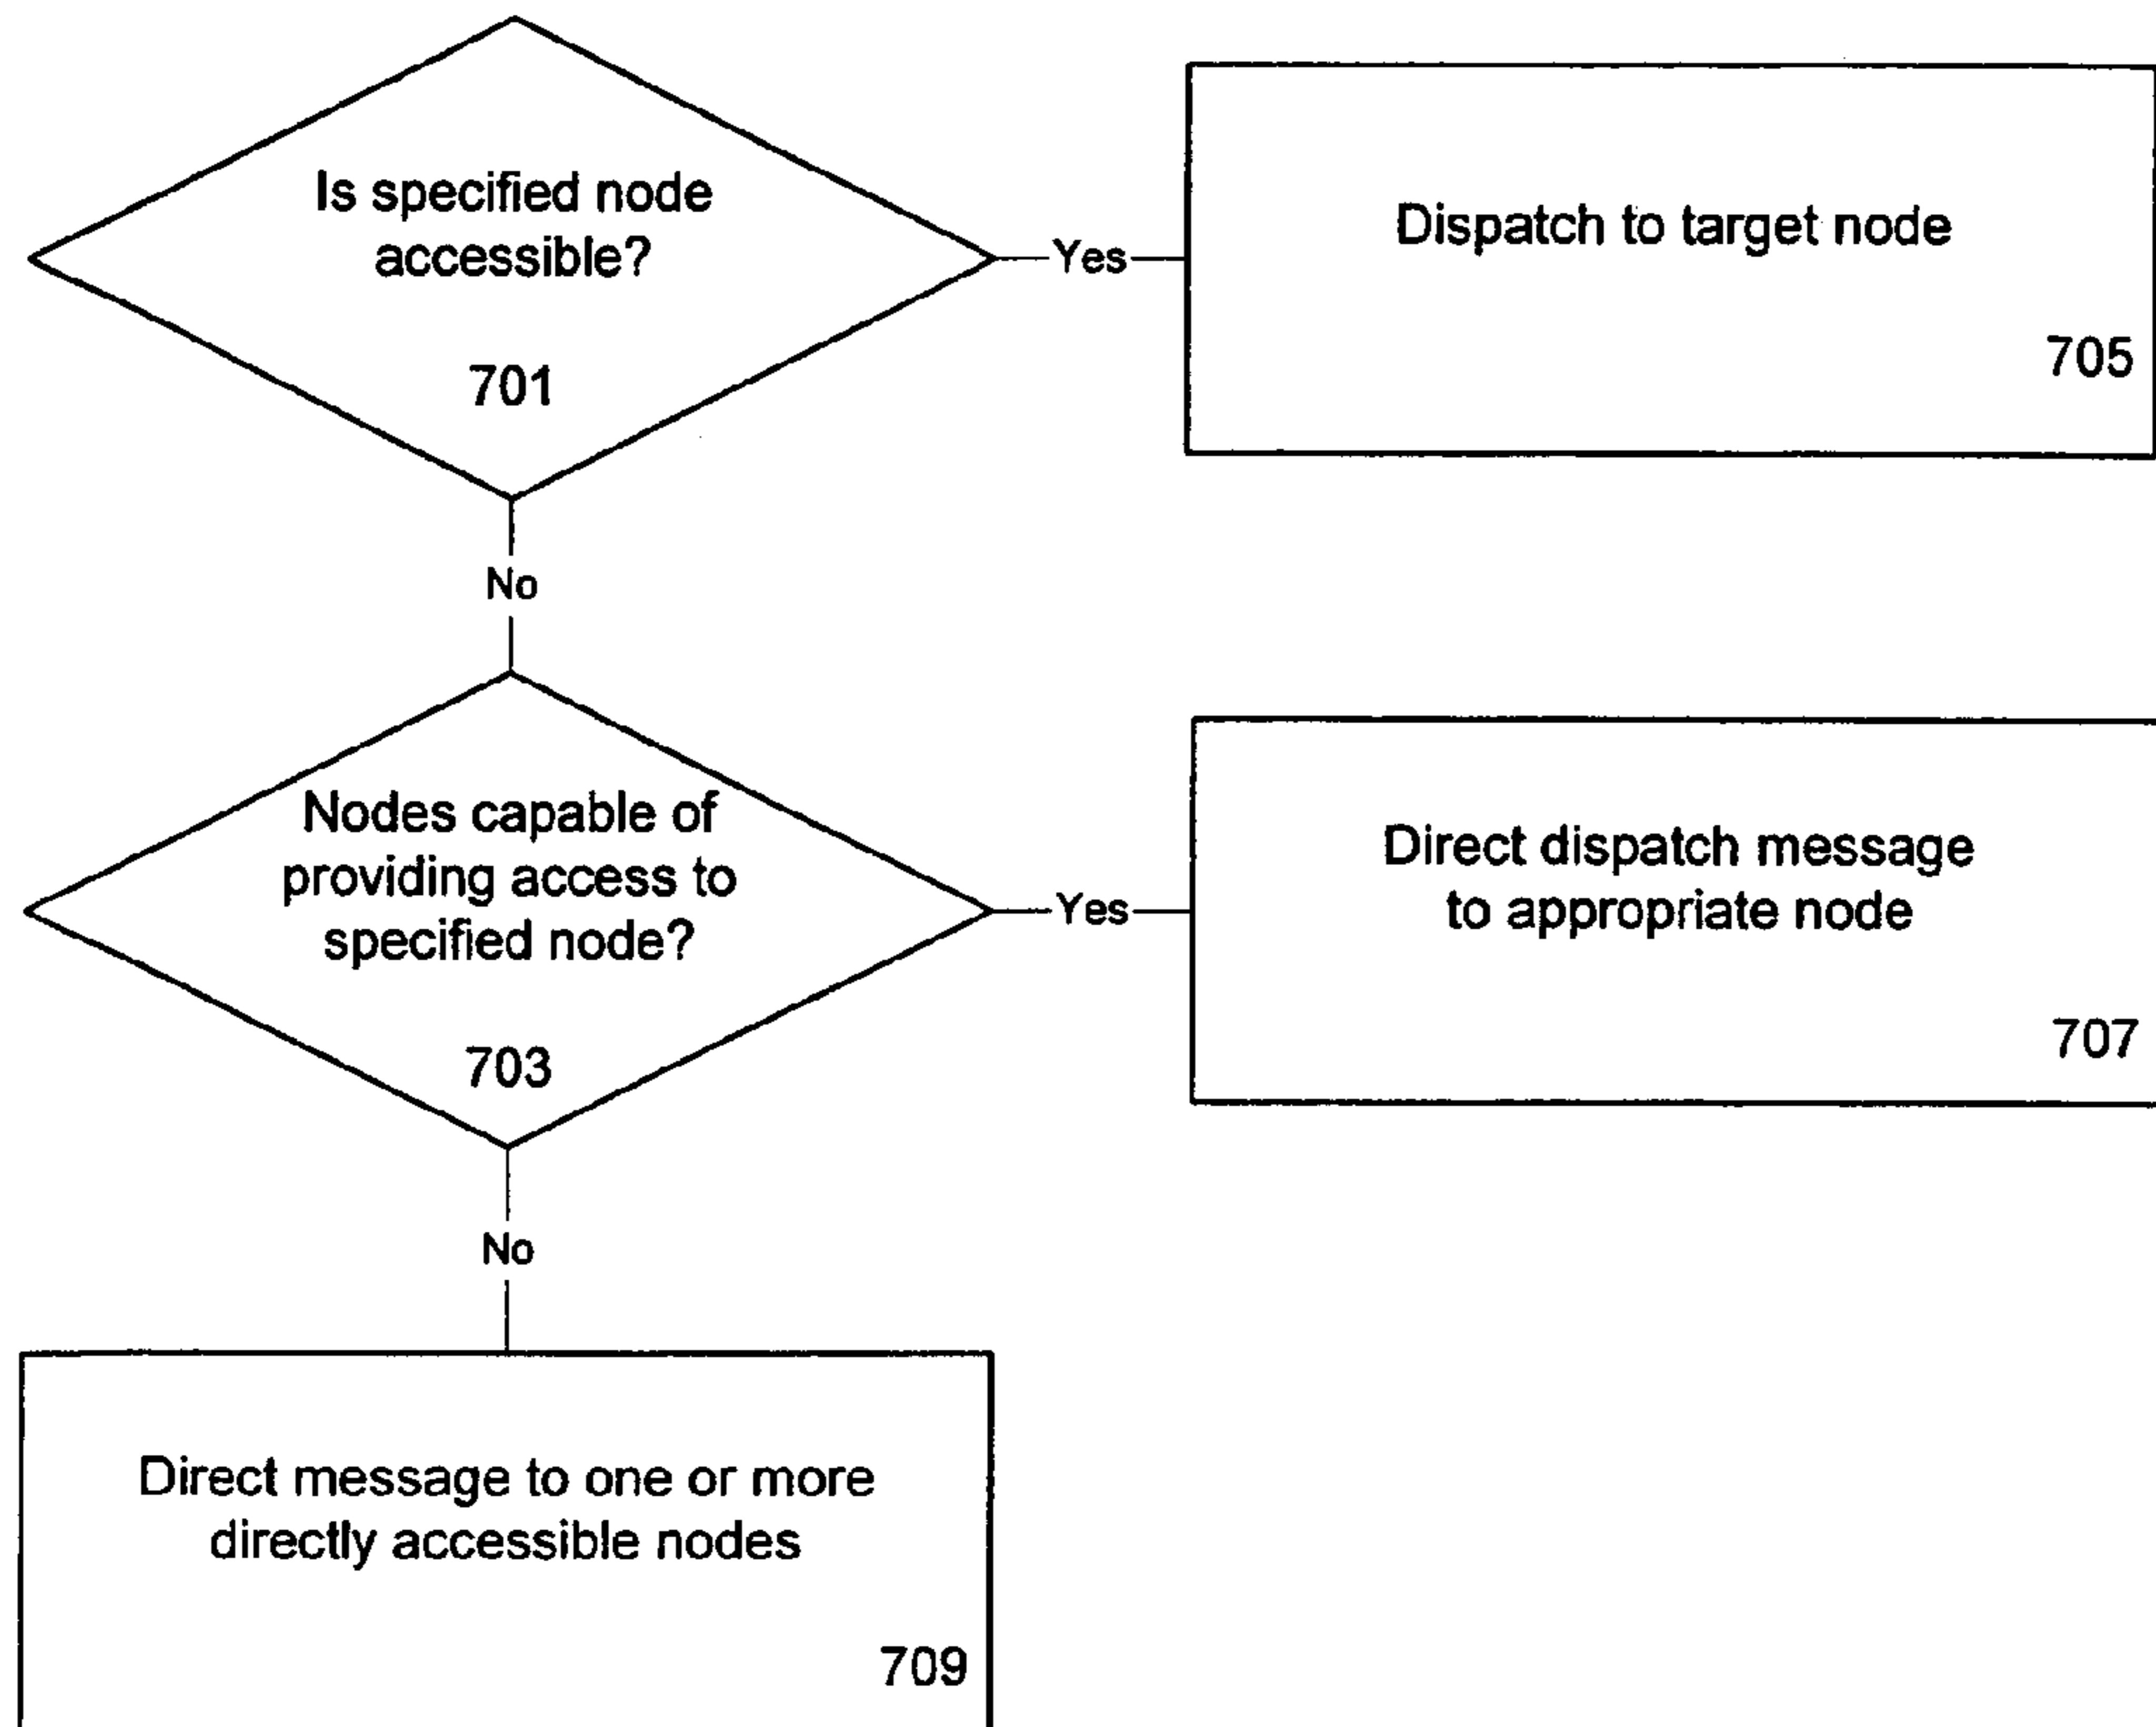 Is specified node
accessible?
701
Yes
Dispatch to target node
705
No
Nodes capable of
providing access to
specified node?
703
Yes
Direct dispatch message
to appropriate node
707
No
Direct message to one or more
directly accessible nodes
709